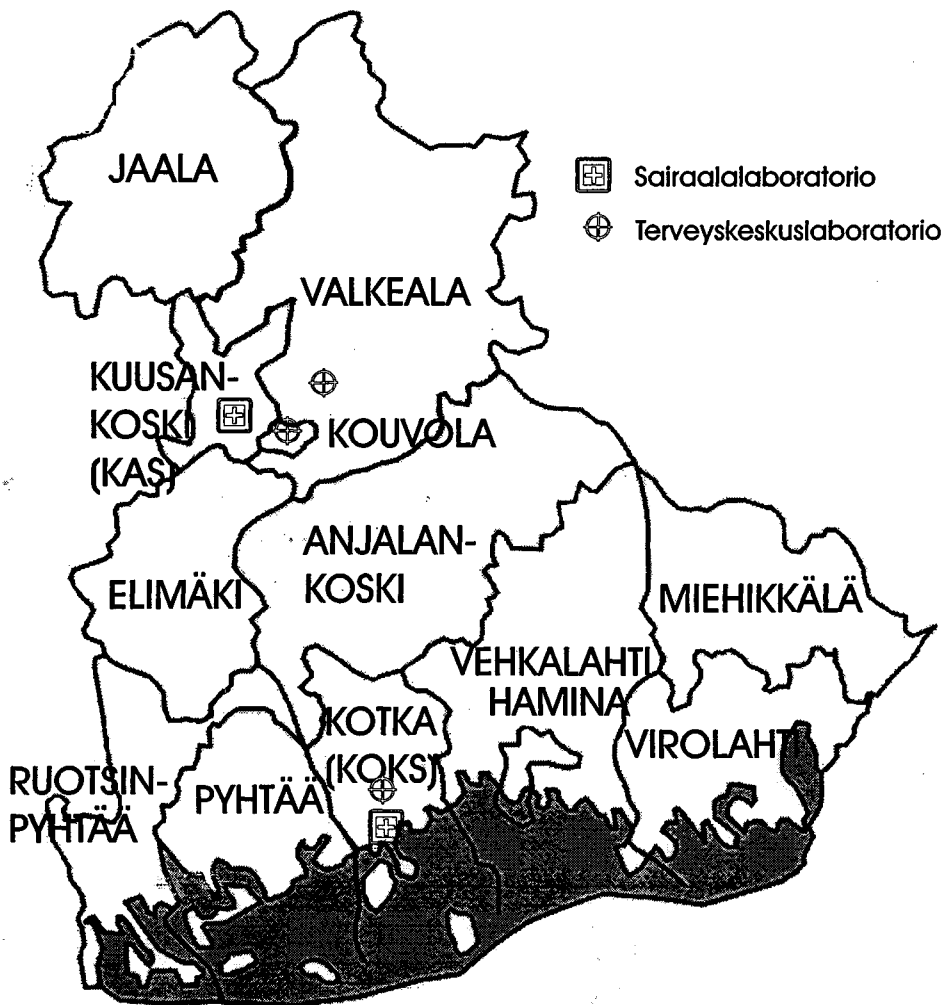 JAALA
Sairaalalaboratorio
Terveyskeskuslaboratorio
VALKEALA
KUUSAN-
KOSKI
(KAS)
KOUVOLA
ANJALAN-
KOSKI
ELIMÄKI
MIEHIKKÄLÄ
VEHKALAHTI
HAMINA
KOTKA
(KOKS)
VIROLAHTI
RUOTSIN-
PYHTÄÄ
PYHTÄÄ